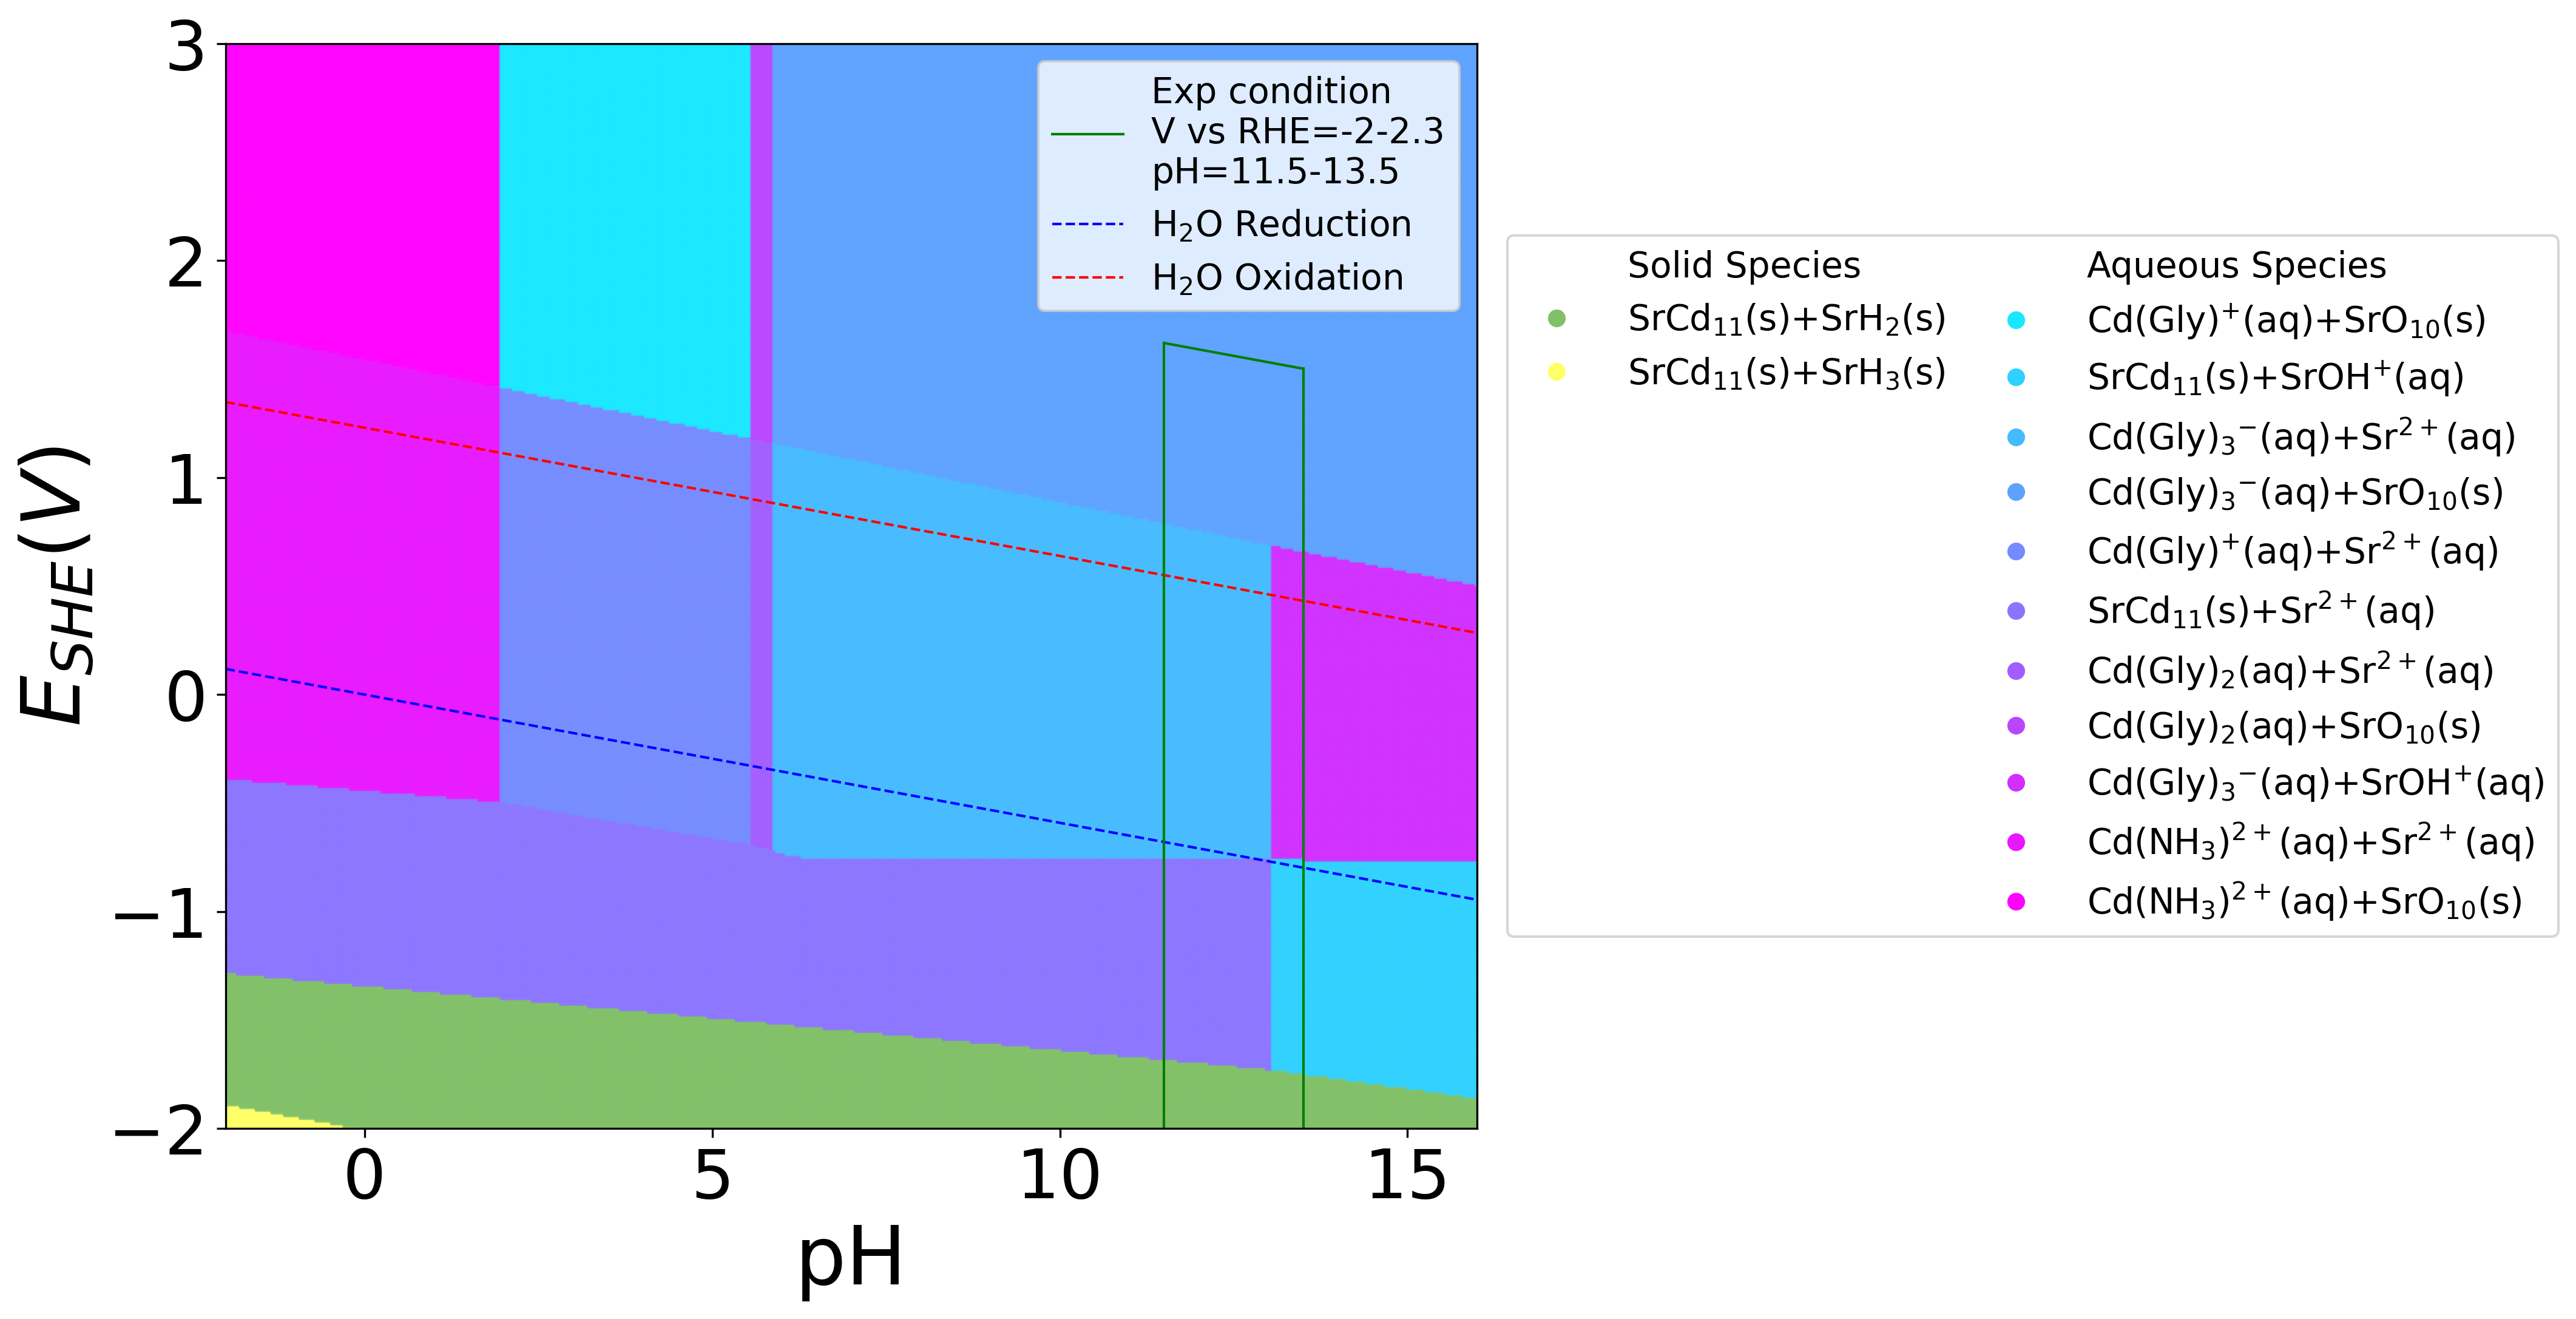 3
2
1
0
−1
−2
E_{SHE}(V)
0
5
10
15
pH
Exp condition
V vs RHE=-2-2.3
pH=11.5-13.5
H₂O Reduction
H₂O Oxidation
Solid Species
SrCd₁₁(s)+SrH₂(s)
SrCd₁₁(s)+SrH₃(s)
Aqueous Species
Cd(Gly)⁺(aq)+SrO₁₀(s)
SrCd₁₁(s)+SrOH⁺(aq)
Cd(Gly)₃⁻(aq)+Sr²⁺(aq)
Cd(Gly)₃⁻(aq)+SrO₁₀(s)
Cd(Gly)⁺(aq)+Sr²⁺(aq)
SrCd₁₁(s)+Sr²⁺(aq)
Cd(Gly)₂(aq)+Sr²⁺(aq)
Cd(Gly)₂(aq)+SrO₁₀(s)
Cd(Gly)₃⁻(aq)+SrOH⁺(aq)
Cd(NH₃)²⁺(aq)+Sr²⁺(aq)
Cd(NH₃)²⁺(aq)+SrO₁₀(s)